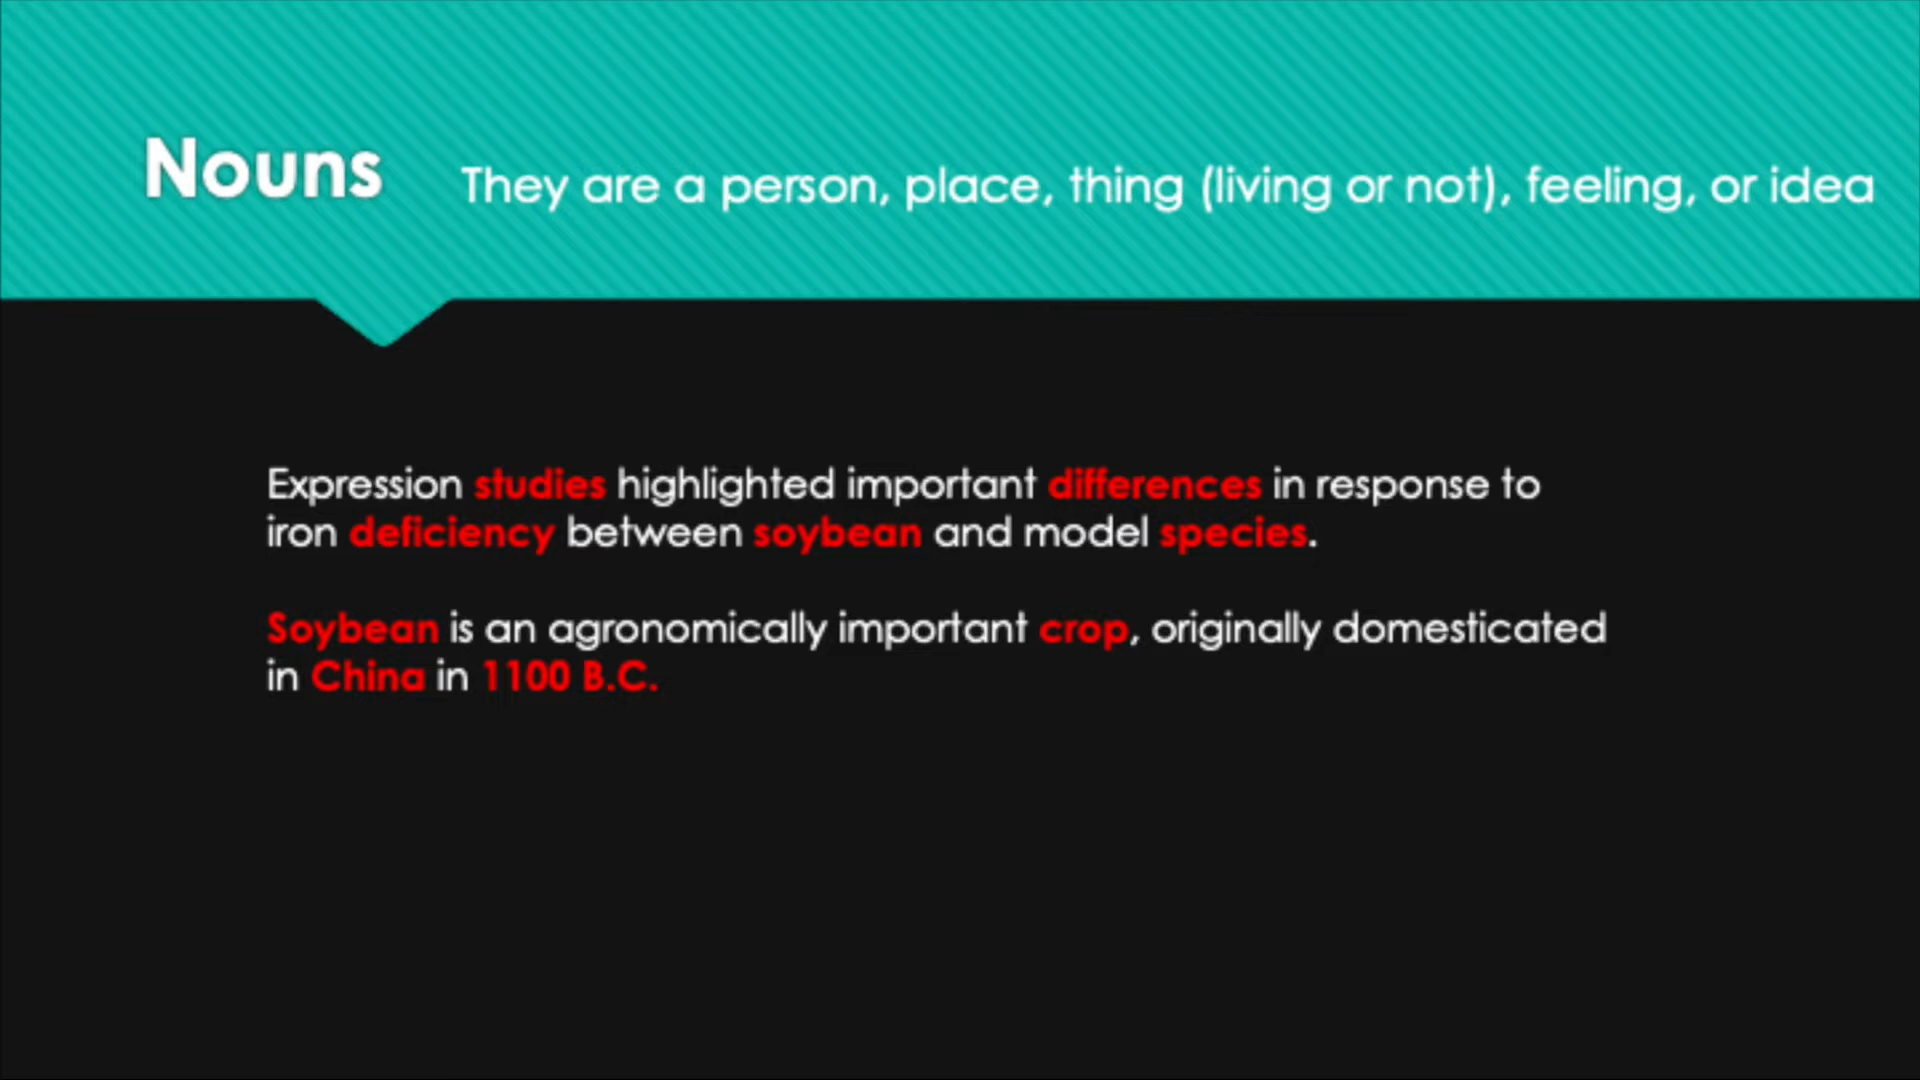 Nouns They are a person, place, thing (living or not), feeling, or idea
Expression studies highlighted important differences in response to
iron deficiency between soybean and model species.
Soybean is an agronomically important crop, originally domesticated
in China in 1100 B.C.